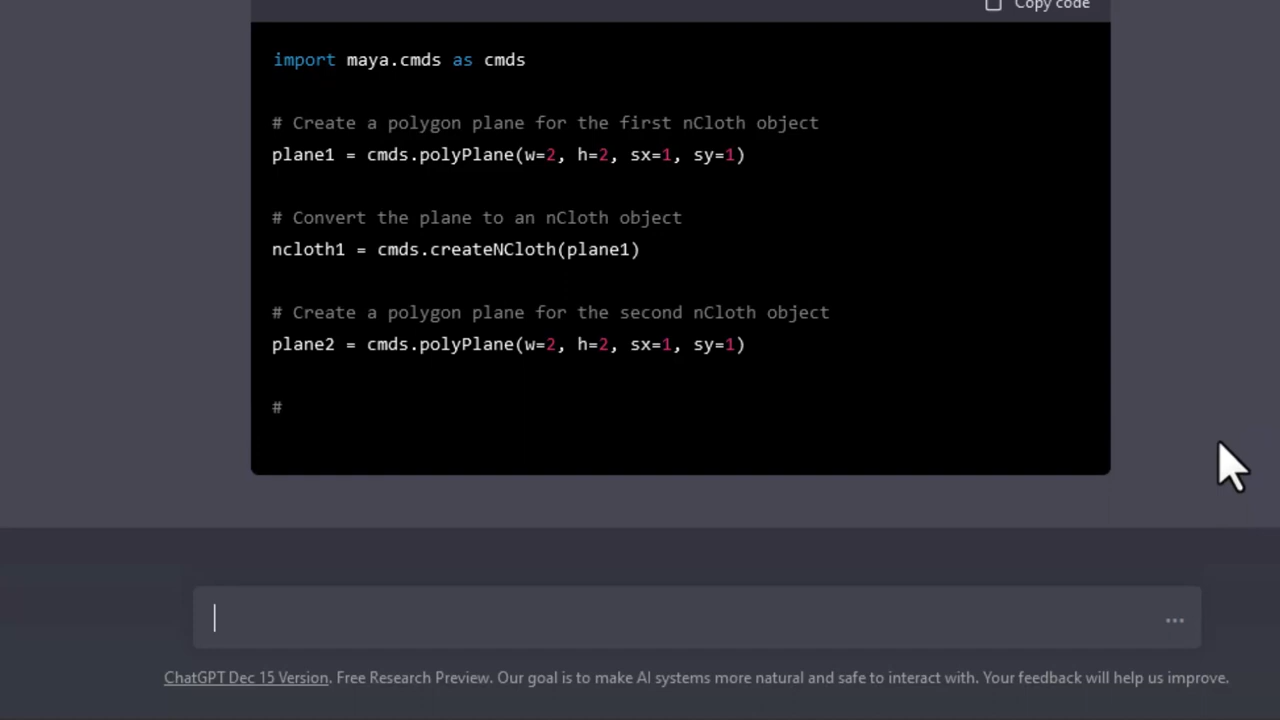 Copy code
import maya.cmds as cmds
# Create a polygon plane for the first nCloth object
plane1 = cmds.polyPlane(w=2, h=2, sx=1, sy=1)
# Convert the plane to an nCloth object
ncloth1 = cmds.createNCloth(plane1)
# Create a polygon plane for the second nCloth object
plane2 = cmds.polyPlane(w=2, h=2, sx=1, sy=1)
#
ChatGPT Dec 15 Version. Free Research Preview. Our goal is to make AI systems more natural and safe to interact with. Your feedback will help us improve.